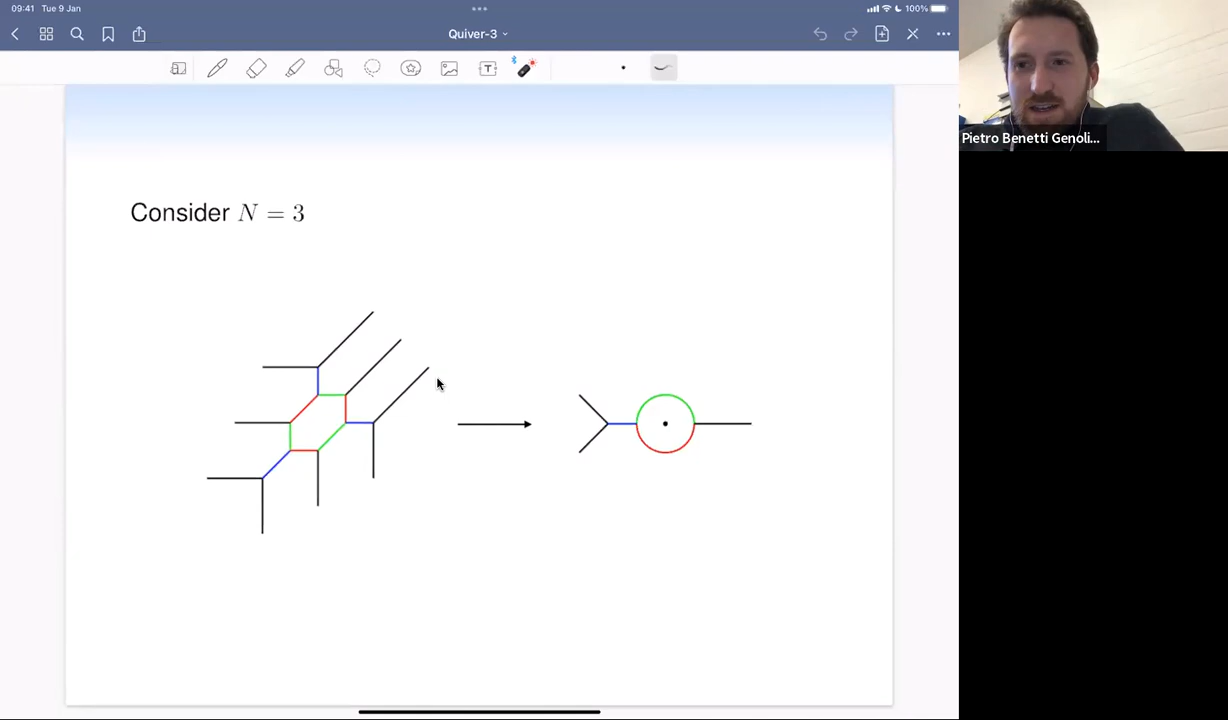 09:41 Tue 9 Jan
100%
Quiver-3
T
Consider N = 3
Pietro Benetti Genoli...